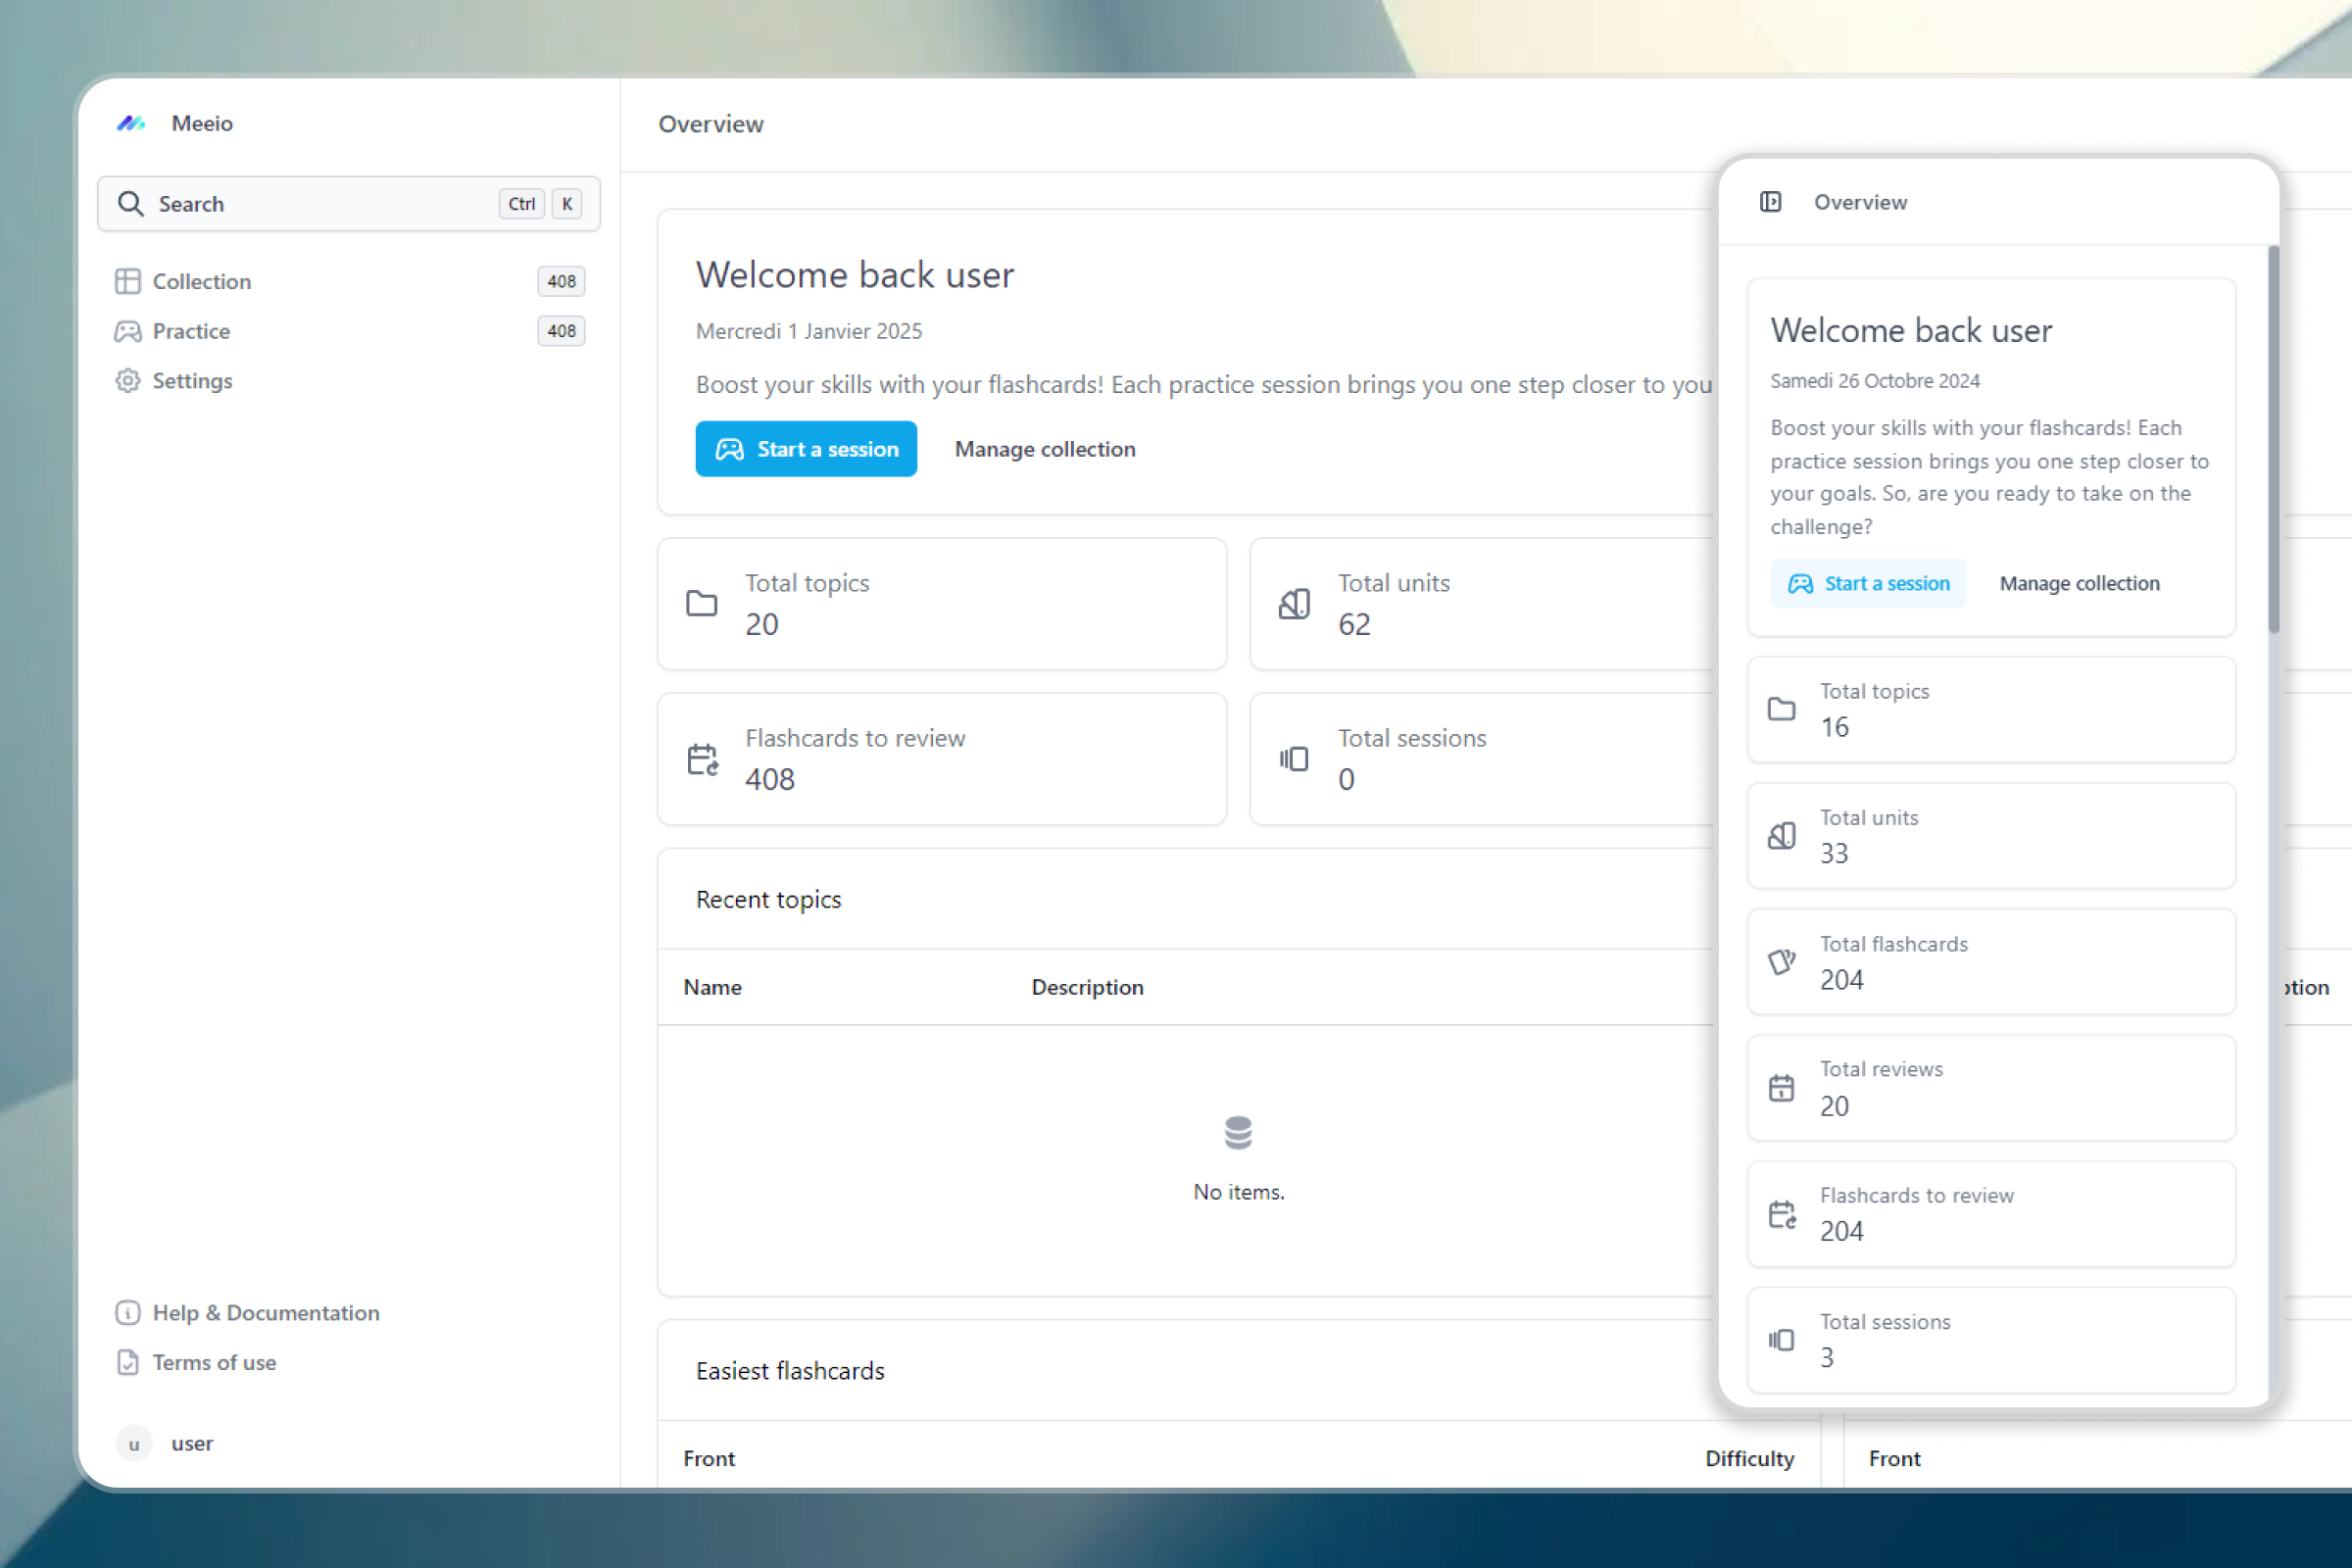 Meeio
Search
Ctrl K
Collection 408
Practice 408
Settings
Help & Documentation
Terms of use
u user
Overview
Welcome back user
Mercredi 1 Janvier 2025
Boost your skills with your flashcards! Each practice session brings you one step closer to you
Start a session Manage collection
Total topics
20
Total units
62
Flashcards to review
408
Total sessions
0
Recent topics
Name Description
No items.
Easiest flashcards
Front Difficulty
Front
Overview
Welcome back user
Samedi 26 Octobre 2024
Boost your skills with your flashcards! Each
practice session brings you one step closer to
your goals. So, are you ready to take on the
challenge?
Start a session Manage collection
Total topics
16
Total units
33
Total flashcards
204
Total reviews
20
Flashcards to review
204
Total sessions
3